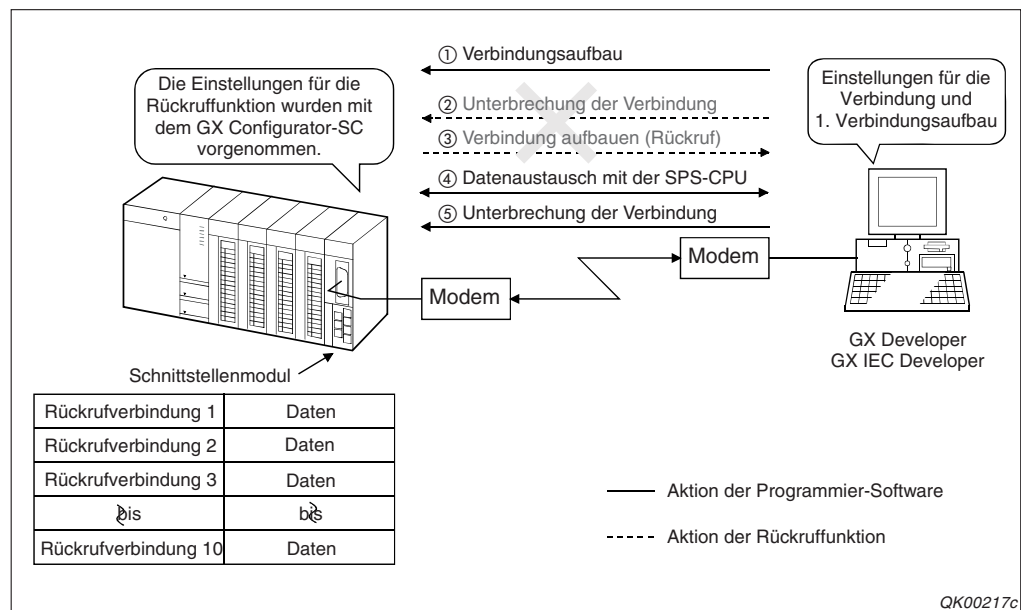 ① Verbindungsaufbau
Die Einstellungen für die
Rückruffunktion wurden mit
dem GX Configurator-SC
vorgenommen.
Einstellungen für die
Verbindung und
1. Verbindungsaufbau
② Unterbrechung der Verbindung
③ Verbindung aufbauen (Rückruf)
④ Datenaustausch mit der SPS-CPU
⑤ Unterbrechung der Verbindung
Q
Modem
Modem
GX Developer
GX IEC Developer
Schnittstellenmodul
Rückrufverbindung 1 Daten
Rückrufverbindung 2 Daten
Rückrufverbindung 3 Daten
bis bis
Rückrufverbindung 10 Daten
Aktion der Programmier-Software
Aktion der Rückruffunktion
QK00217c